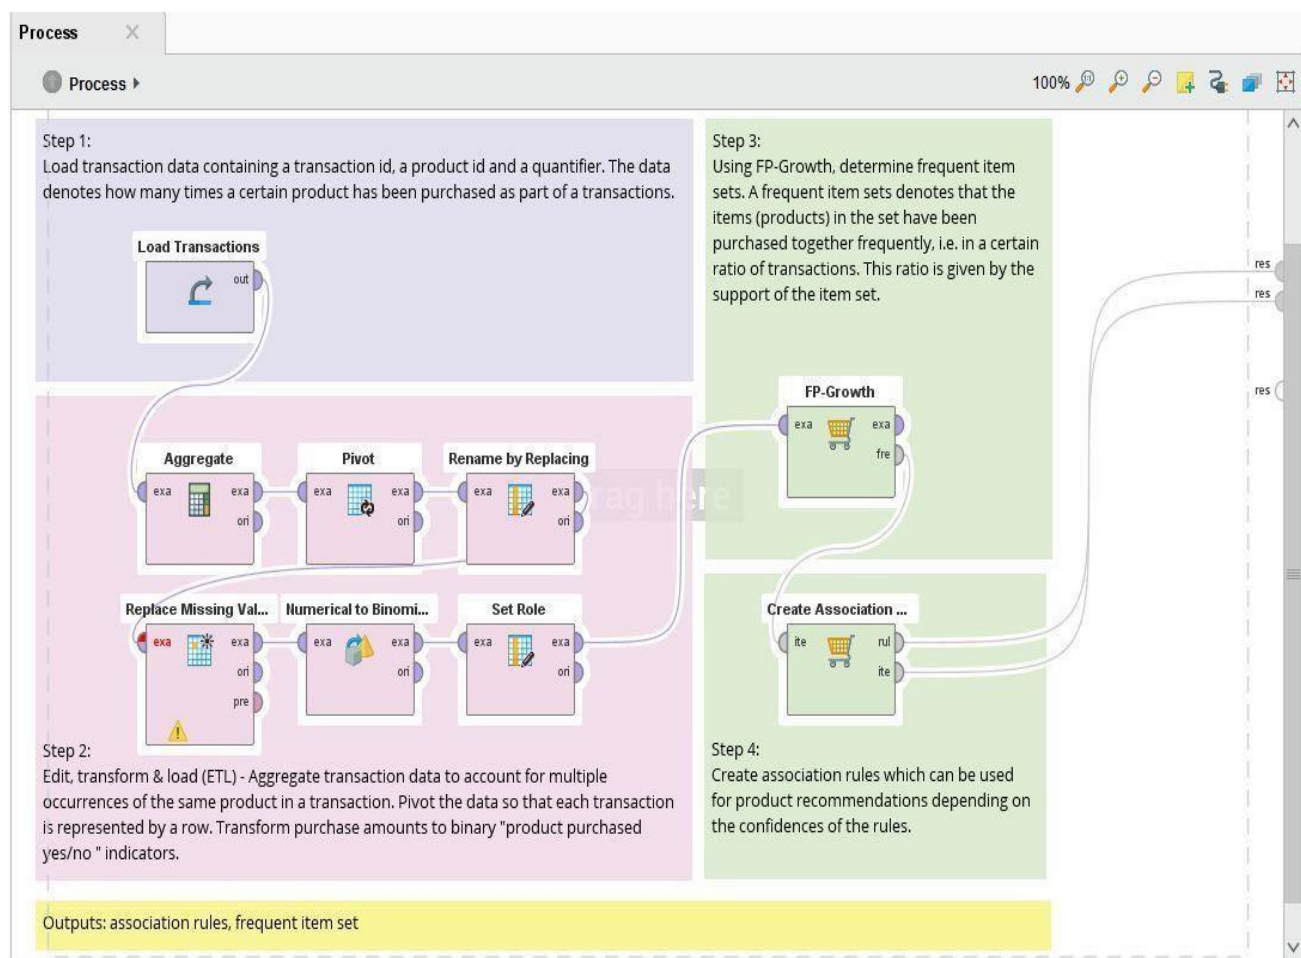 Process
Process
100%
Step 1:
Load transaction data containing a transaction id, a product id and a quantifier. The data
denotes how many times a certain product has been purchased as part of a transactions.
Load Transactions
out
Step 3:
Using FP-Growth, determine frequent item
sets. A frequent item sets denotes that the
items (products) in the set have been
purchased together frequently, i.e. in a certain
ratio of transactions. This ratio is given by the
support of the item set.
res
res
res
FP-Growth
exa exa
fre
Aggregate
exa exa
ori
Pivot
exa exa
ori
Rename by Replacing
exa exa
ori
rag here
Replace Missing Val...
exa exa
ori
pre
Numerical to Binomi...
exa exa
ori
Set Role
exa exa
ori
Create Association ...
ite rul
ite
Step 2:
Edit, transform & load (ETL) - Aggregate transaction data to account for multiple
occurrences of the same product in a transaction. Pivot the data so that each transaction
is represented by a row. Transform purchase amounts to binary "product purchased
yes/no " indicators.
Step 4:
Create association rules which can be used
for product recommendations depending on
the confidences of the rules.
Outputs: association rules, frequent item set